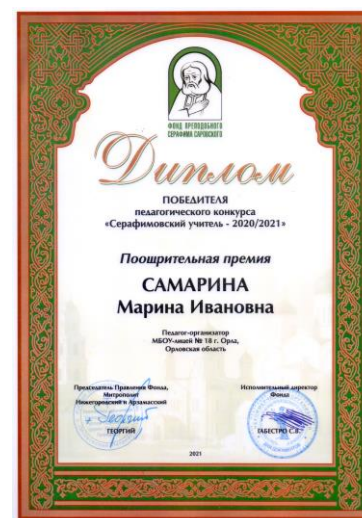 ФОНД ПРЕПОДОБНОГО
СЕРАФИМА САРОВСКОГО
Диплом
ПОБЕДИТЕЛЯ
педагогического конкурса
«Серафимовский учитель - 2020/2021»
Поощрительная премия
САМАРИНА
Марина Ивановна
Педагог-организатор
МБОУ-лицей № 18 г. Орла,
Орловская область
Председатель Правления Фонда,
Митрополит
Нижегородский и Арзамасский
ГЕОРГИЙ
Исполнительный директор
Фонда
ТАБЕСТРО С.В.
2021